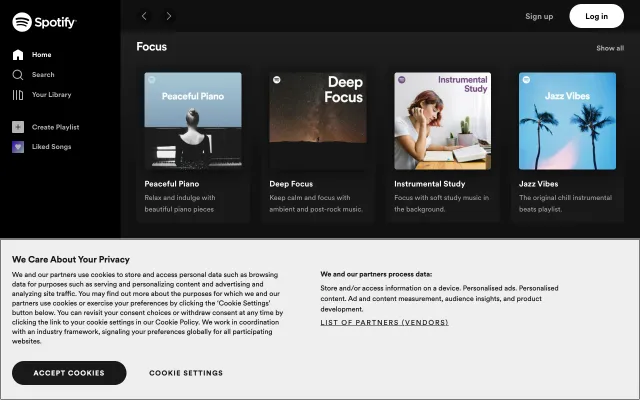 Spotify
Sign up
Log in
Home
Search
Your Library
Create Playlist
Liked Songs
Focus
Show all
Peaceful Piano
Deep
Focus
Instrumental
Study
Jazz Vibes
Peaceful Piano
Relax and indulge with
beautiful piano pieces
Deep Focus
Keep calm and focus with
ambient and post-rock music.
Instrumental Study
Focus with soft study music in
the background.
Jazz Vibes
The original chill instrumental
beats playlist.
We Care About Your Privacy
We and our partners use cookies to store and access personal data such as browsing
data for purposes such as serving and personalizing content and advertising and
analyzing site traffic. You may find out more about the purposes for which we and our
partners use cookies or exercise your preferences by clicking the 'Cookie Settings'
button below. You can revisit your consent choices or withdraw consent at any time by
clicking the link to your cookie settings in our Cookie Policy. We work in coordination
with an industry framework, signaling your preferences globally for all participating
websites.
We and our partners process data:
Store and/or access information on a device. Personalised ads. Personalised
content. Ad and content measurement, audience insights, and product
development.
LIST OF PARTNERS (VENDORS)
ACCEPT COOKIES
COOKIE SETTINGS